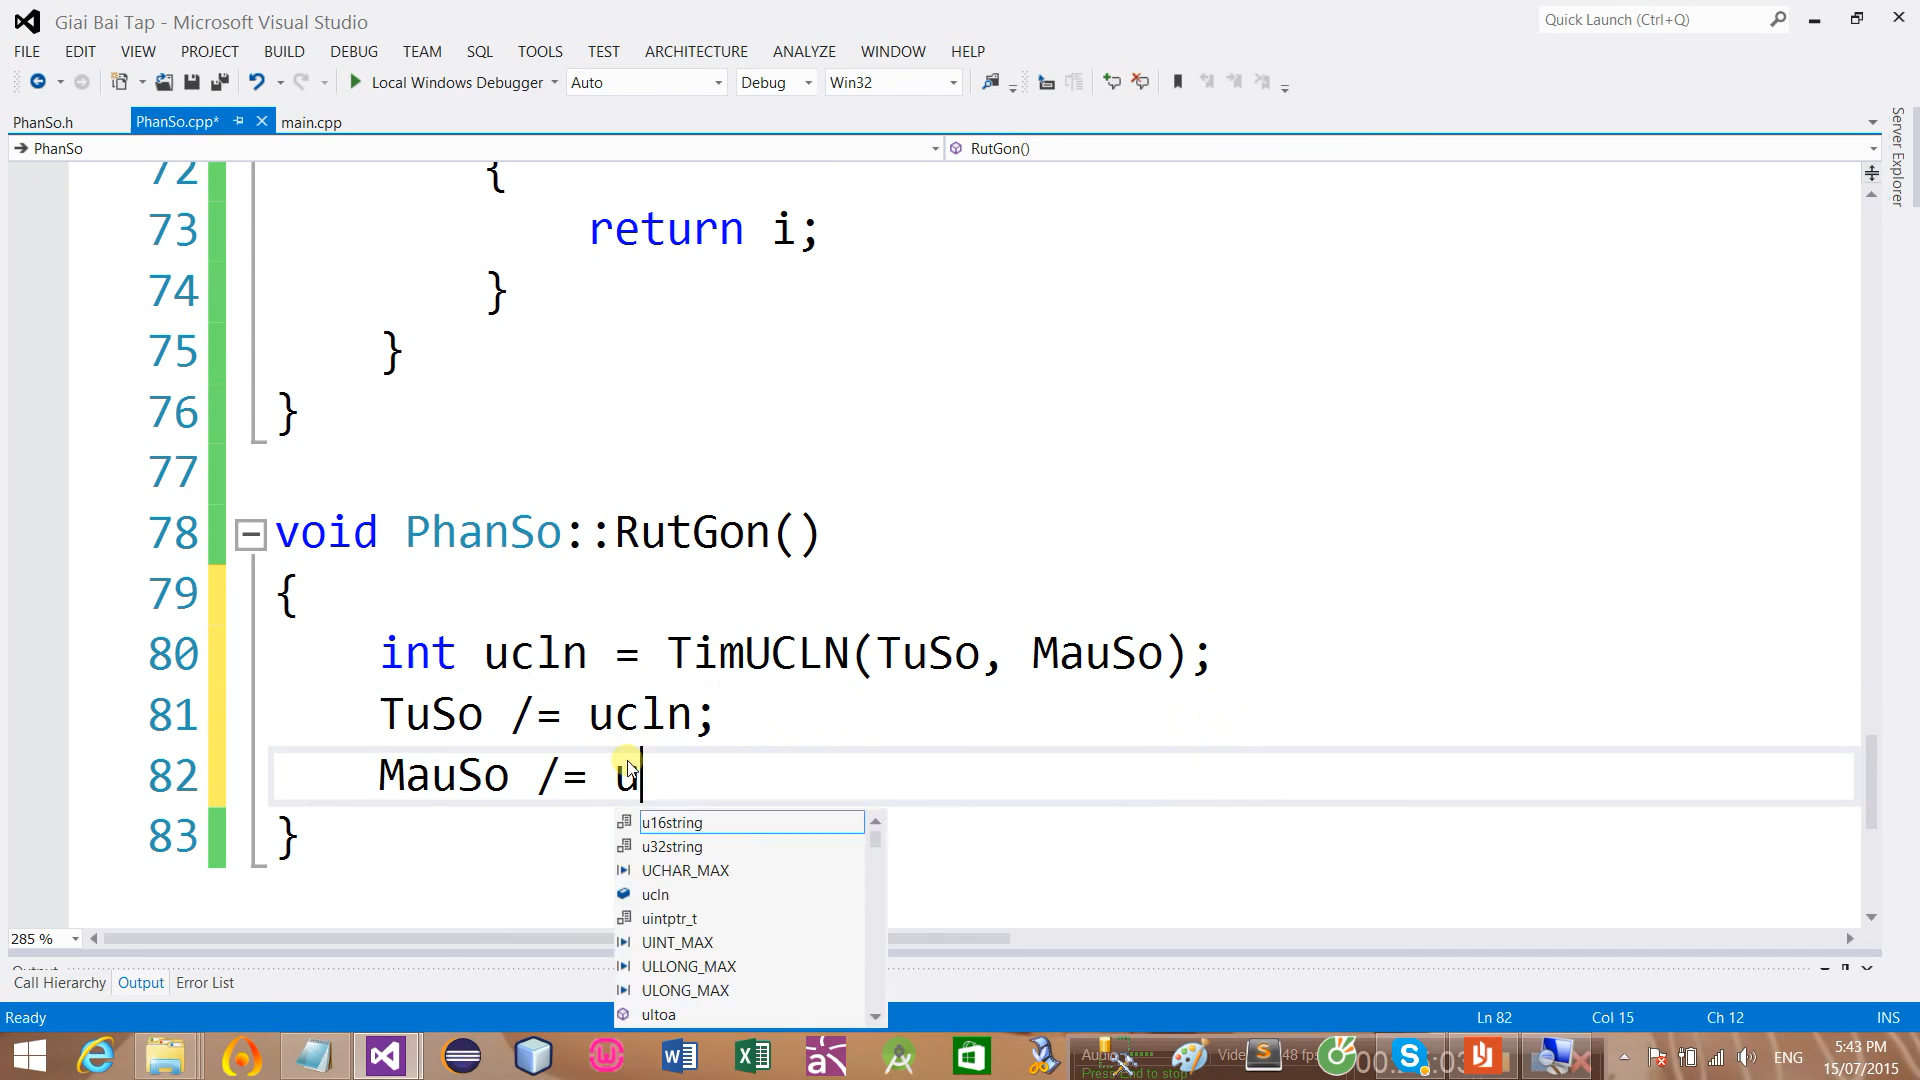 Giai Bai Tap - Microsoft Visual Studio
Quick Launch (Ctrl+Q)
FILE EDIT VIEW PROJECT BUILD DEBUG TEAM SQL TOOLS TEST ARCHITECTURE ANALYZE WINDOW HELP
Local Windows Debugger Auto Debug Win32
PhanSo.h PhanSo.cpp* main.cpp
Server Explorer
PhanSo RutGon()
72 {
73 return i;
74 }
75 }
76 }
77
78 void PhanSo::RutGon()
79 {
80 int ucln = TimUCLN(TuSo, MauSo);
81 TuSo /= ucln;
82 MauSo /= u
83 }
u16string
u32string
UCHAR_MAX
ucln
uintptr_t
UINT_MAX
ULLONG_MAX
ULONG_MAX
ultoa
285 %
Call Hierarchy Output Error List
Ready Ln 82 Col 15 Ch 12 INS
ENG
5:43 PM
15/07/2015